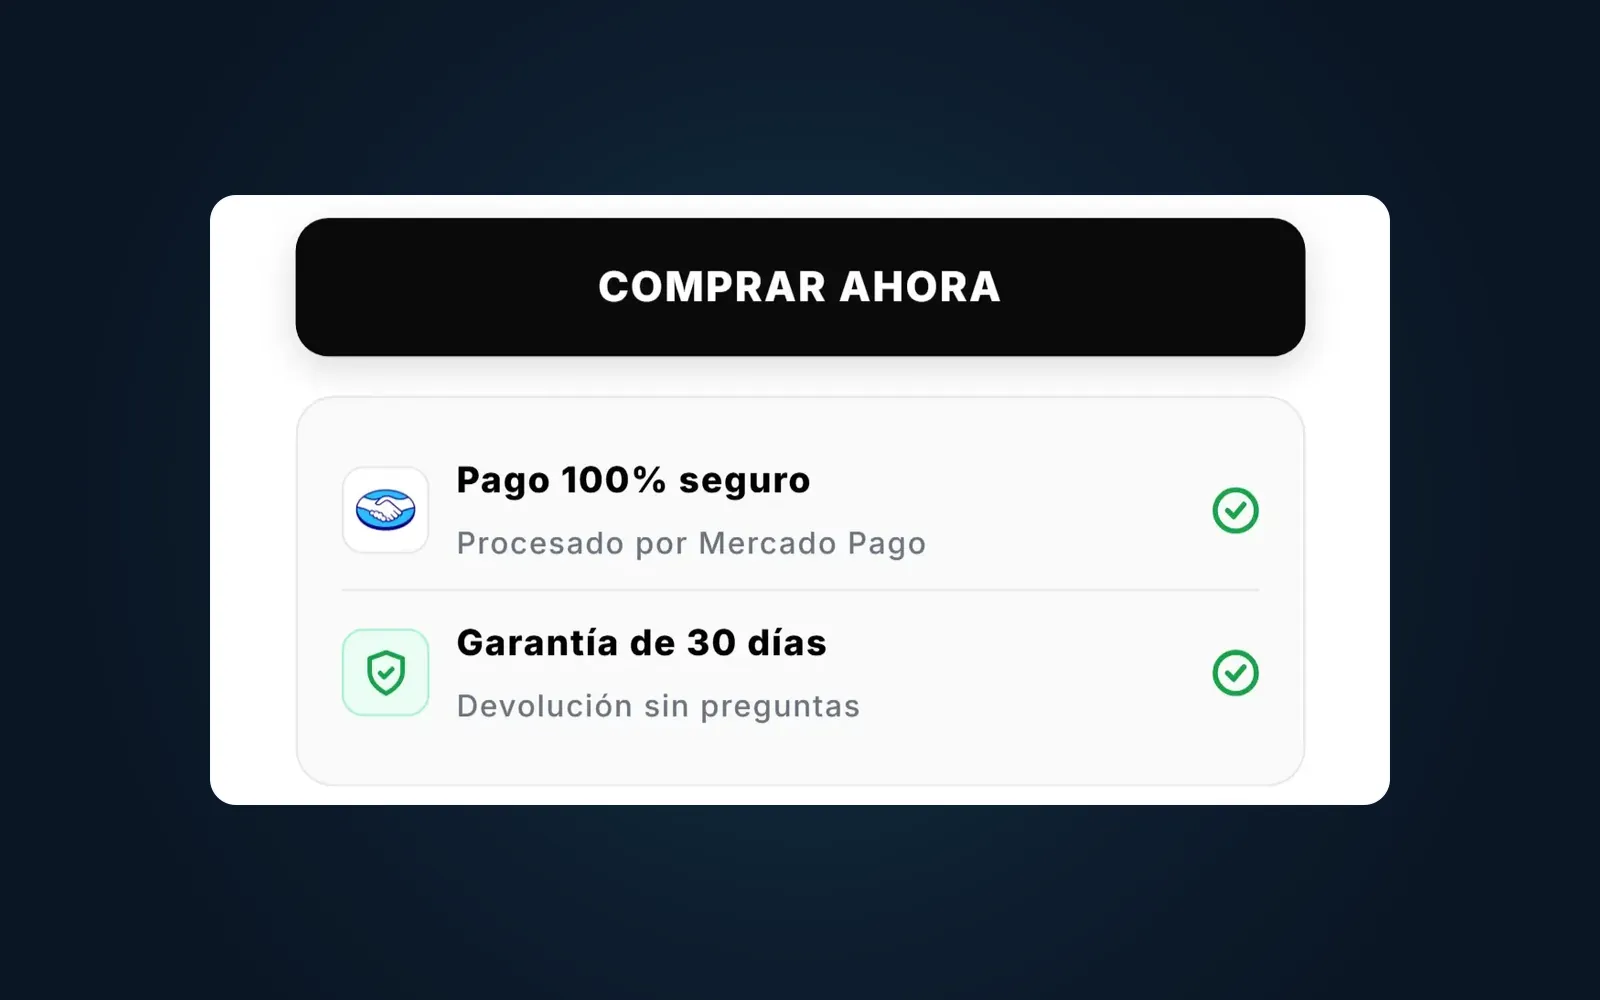 COMPRAR AHORA
Pago 100% seguro
Procesado por Mercado Pago
Garantía de 30 días
Devolución sin preguntas